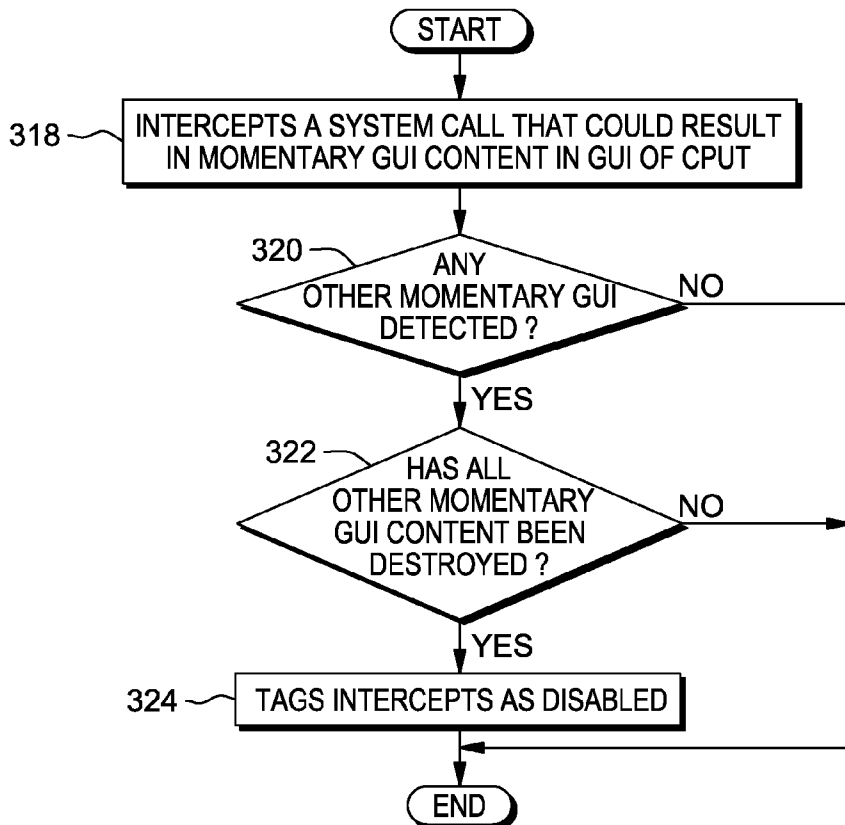 START
318
INTERCEPTS A SYSTEM CALL THAT COULD RESULT
IN MOMENTARY GUI CONTENT IN GUI OF CPUT
320
ANY
OTHER MOMENTARY GUI
DETECTED ?
NO
YES
322
HAS ALL
OTHER MOMENTARY
GUI CONTENT BEEN
DESTROYED ?
NO
YES
324
TAGS INTERCEPTS AS DISABLED
END